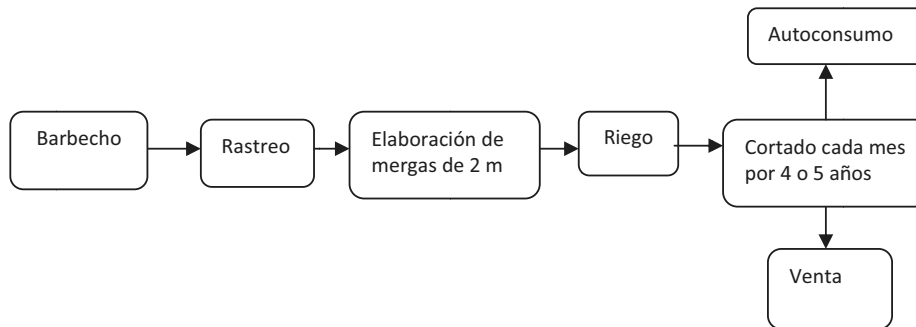 Autoconsumo
Barbecho
Rastreo
Elaboración de
mergas de 2 m
Riego
Cortado cada mes
por 4 o 5 años
Venta